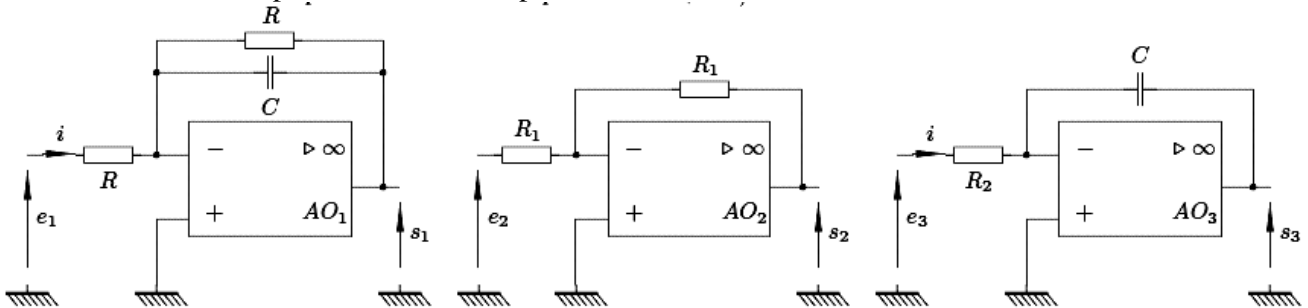 R
C
i
R
− ▷ ∞
+ AO₁
e₁
s₁
R₁
R₁
− ▷ ∞
+ AO₂
e₂
s₂
C
i
R₂
− ▷ ∞
+ AO₃
e₃
s₃